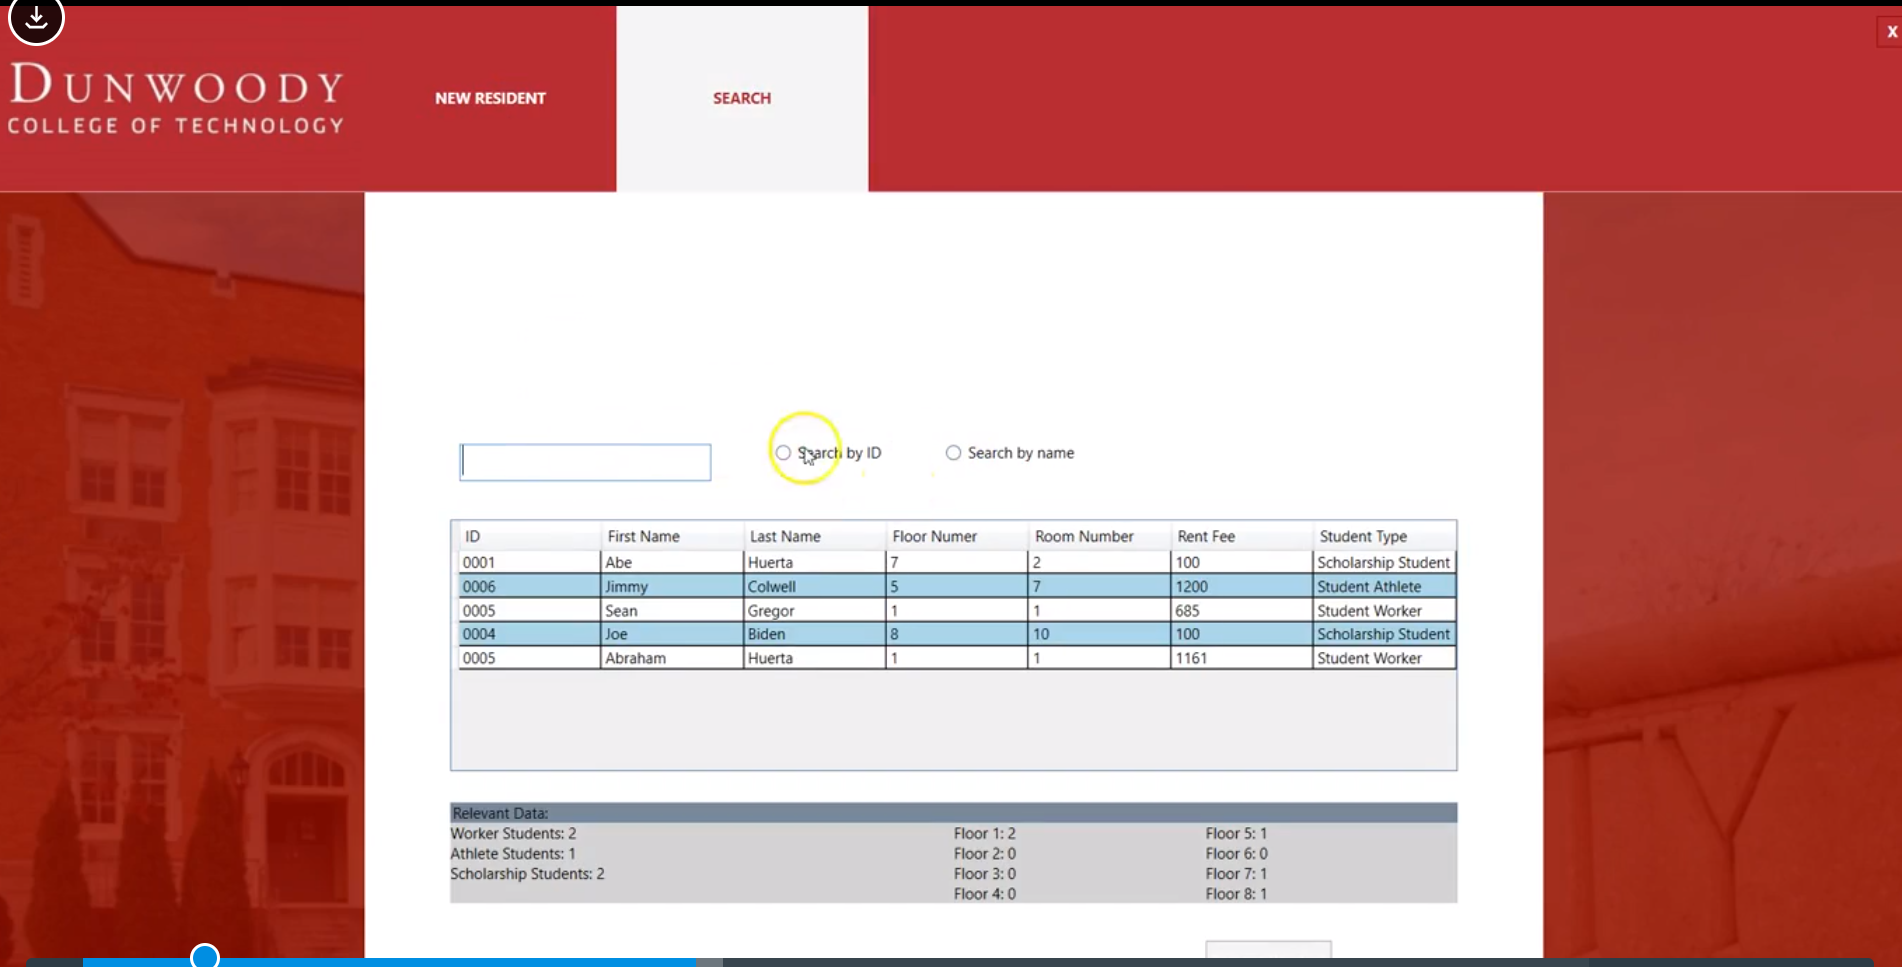 DUNWOODY
COLLEGE OF TECHNOLOGY
NEW RESIDENT
SEARCH
X
Search by ID
Search by name
ID First Name Last Name Floor Numer Room Number Rent Fee Student Type
0001 Abe Huerta 7 2 100 Scholarship Student
0006 Jimmy Colwell 5 7 1200 Student Athlete
0005 Sean Gregor 1 1 685 Student Worker
0004 Joe Biden 8 10 100 Scholarship Student
0005 Abraham Huerta 1 1 1161 Student Worker
Relevant Data:
Worker Students: 2 Floor 1: 2 Floor 5: 1
Athlete Students: 1 Floor 2: 0 Floor 6: 0
Scholarship Students: 2 Floor 3: 0 Floor 7: 1
Floor 4: 0 Floor 8: 1